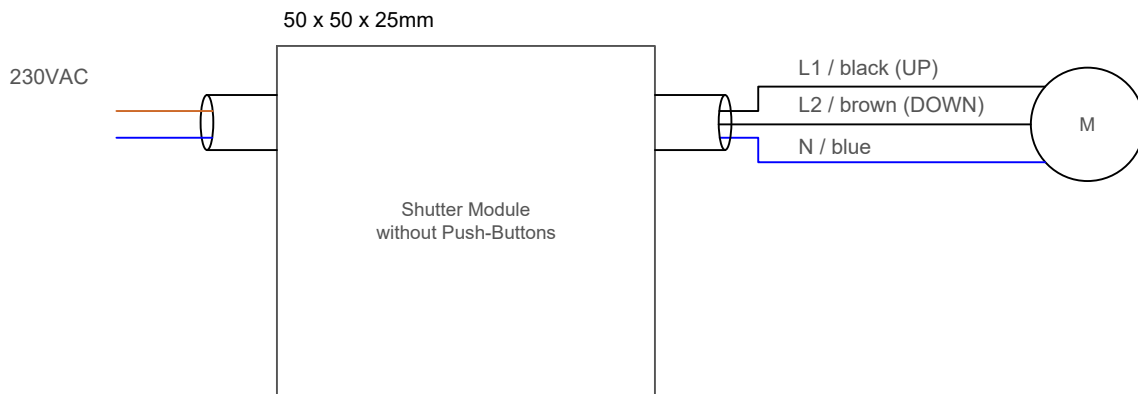 50 x 50 x 25mm
230VAC
L1 / black (UP)
L2 / brown (DOWN)
N / blue
M
Shutter Module
without Push-Buttons